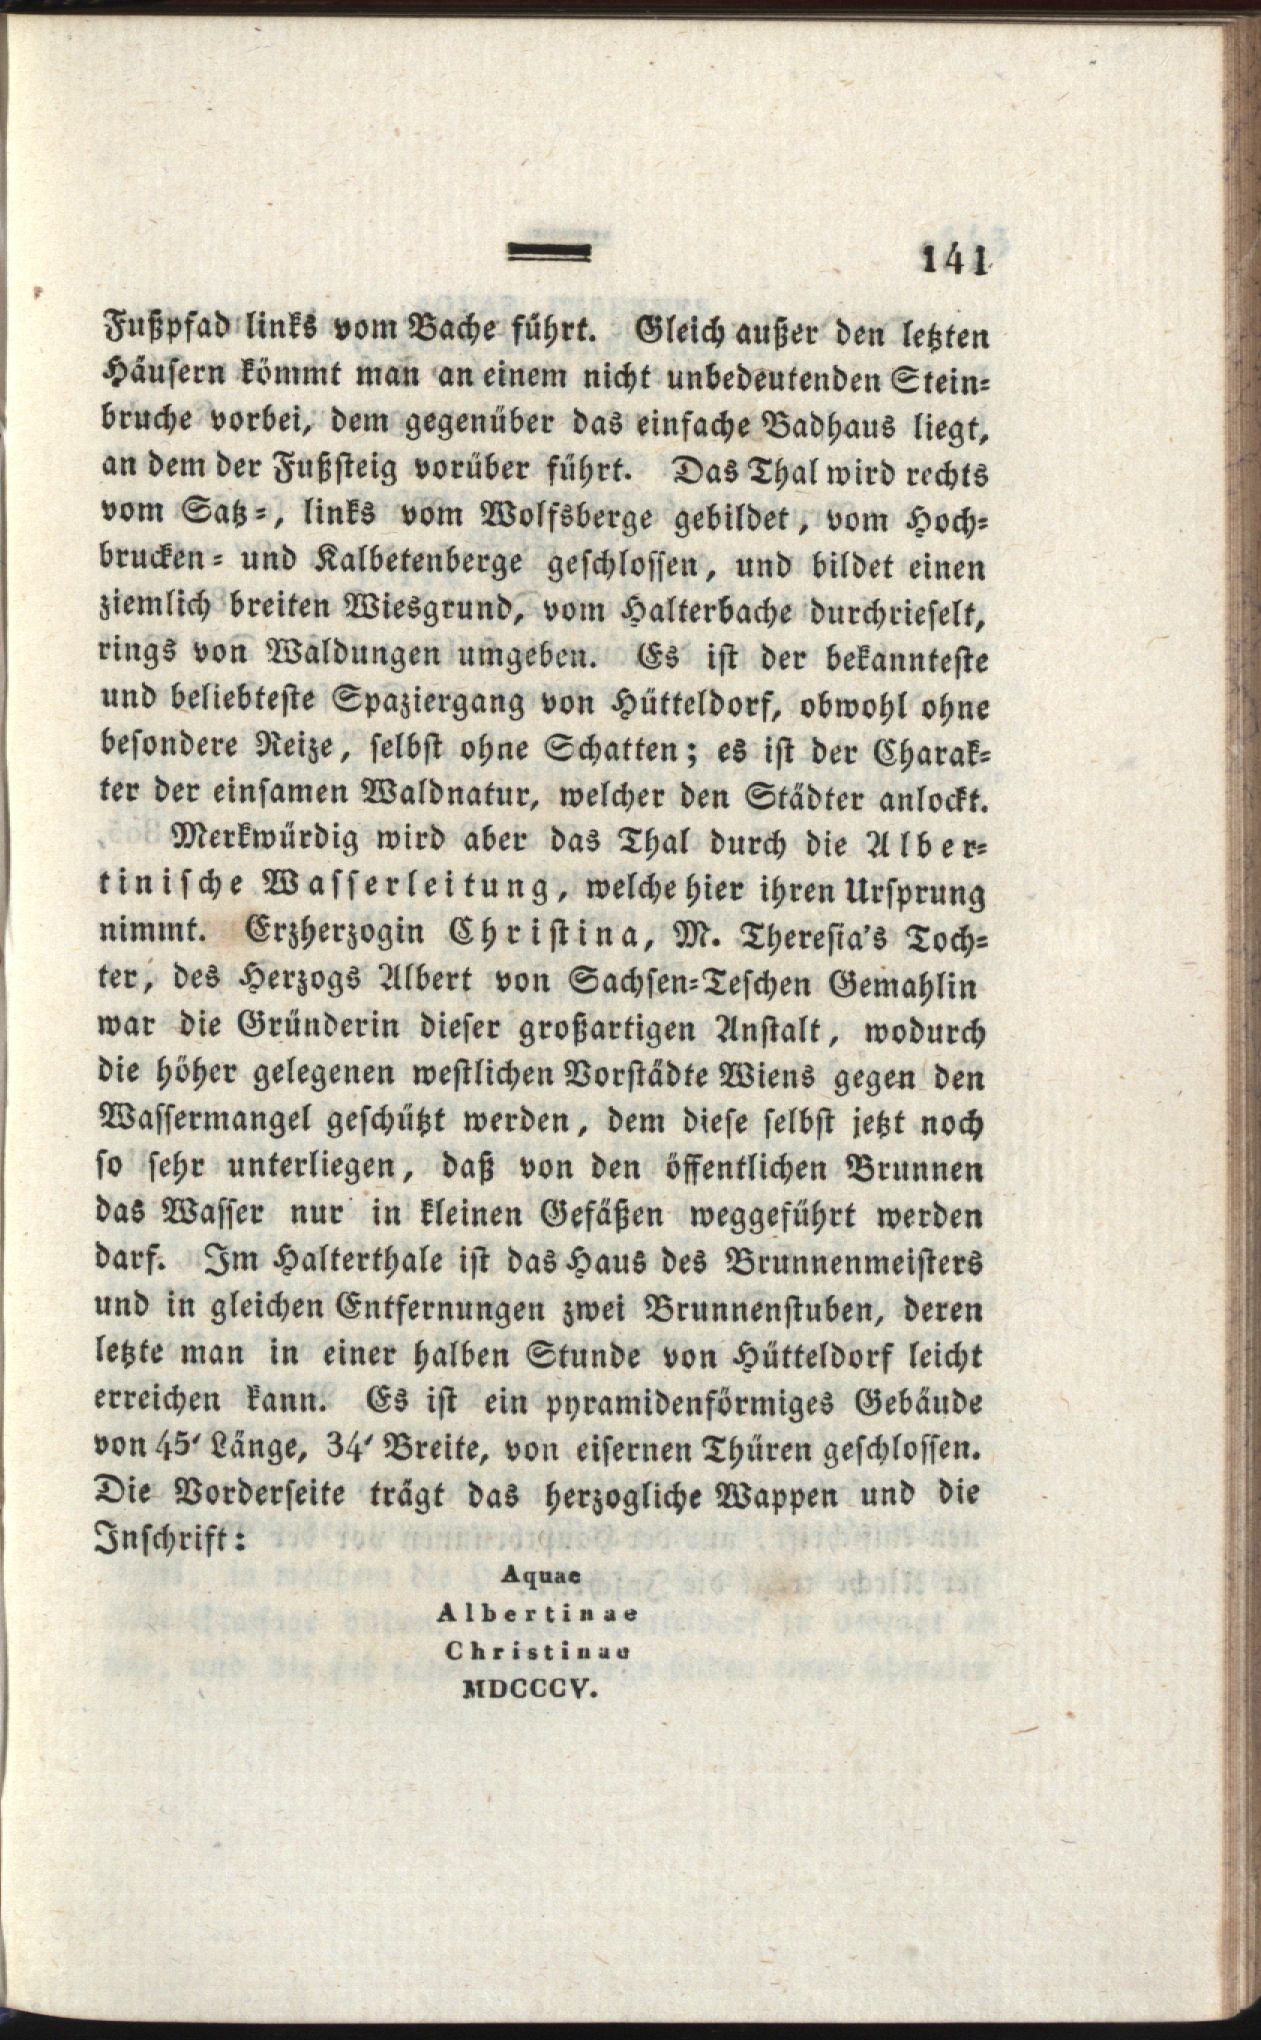 141
Fußpfad links vom Bache führt. Gleich außer den letzten
Häusern kömmt man an einem nicht unbedeutenden Stein-
bruche vorbei, dem gegenüber das einfache Badhaus liegt,
an dem der Fußsteig vorüber führt. Das Thal wird rechts
vom Satz-, links vom Wolfsberge gebildet, vom Hoch-
brucken- und Kalbetenberge geschlossen, und bildet einen
ziemlich breiten Wiesgrund, vom Halterbache durchrieselt,
rings von Waldungen umgeben. Es ist der bekannteste
und beliebteste Spaziergang von Hütteldorf, obwohl ohne
besondere Reize, selbst ohne Schatten; es ist der Charak-
ter der einsamen Waldnatur, welcher den Städter anlockt.
Merkwürdig wird aber das Thal durch die Alber-
tinische Wasserleitung, welche hier ihren Ursprung
nimmt. Erzherzogin Christina, M. Theresia's Toch-
ter, des Herzogs Albert von Sachsen-Teschen Gemahlin
war die Gründerin dieser großartigen Anstalt, wodurch
die höher gelegenen westlichen Vorstädte Wiens gegen den
Wassermangel geschützt werden, dem diese selbst jetzt noch
so sehr unterliegen, daß von den öffentlichen Brunnen
das Wasser nur in kleinen Gefäßen weggeführt werden
darf. Im Halterthale ist das Haus des Brunnenmeisters
und in gleichen Entfernungen zwei Brunnenstuben, deren
letzte man in einer halben Stunde von Hütteldorf leicht
erreichen kann. Es ist ein pyramidenförmiges Gebäude
von 45' Länge, 34' Breite, von eisernen Thüren geschlossen.
Die Vorderseite trägt das herzogliche Wappen und die
Inschrift:
Aquae
Albertinae
Christinae
MDCCCV.